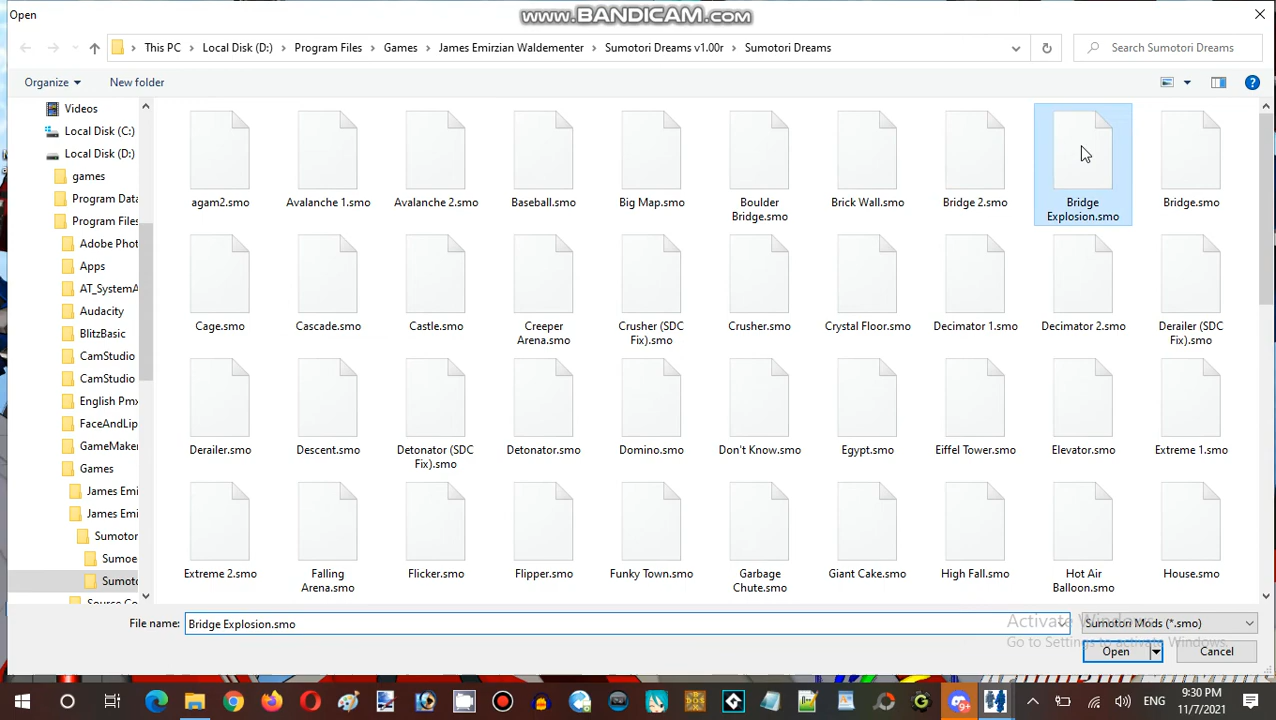 www.BANDICAM.com
Open
This PC > Local Disk (D:) > Program Files > Games > James Emirzian Waldementer > Sumotori Dreams v1.00r > Sumotori Dreams
Search Sumotori Dreams
Organize
New folder
Videos
Local Disk (C:)
Local Disk (D:)
games
Program Data
Program Files
Adobe Phot
Apps
AT_SystemA
Audacity
BlitzBasic
CamStudio
CamStudio
English Pmx
FaceAndLip
GameMaker
Games
James Emi
James Emi
Sumotori
Sumoe
Sumoto
Source Co
agam2.smo
Avalanche 1.smo
Avalanche 2.smo
Baseball.smo
Big Map.smo
Boulder
Bridge.smo
Brick Wall.smo
Bridge 2.smo
Bridge
Explosion.smo
Bridge.smo
Cage.smo
Cascade.smo
Castle.smo
Creeper
Arena.smo
Crusher (SDC
Fix).smo
Crusher.smo
Crystal Floor.smo
Decimator 1.smo
Decimator 2.smo
Derailer (SDC
Fix).smo
Derailer.smo
Descent.smo
Detonator (SDC
Fix).smo
Detonator.smo
Domino.smo
Don't Know.smo
Egypt.smo
Eiffel Tower.smo
Elevator.smo
Extreme 1.smo
Extreme 2.smo
Falling
Arena.smo
Flicker.smo
Flipper.smo
Funky Town.smo
Garbage
Chute.smo
Giant Cake.smo
High Fall.smo
Hot Air
Balloon.smo
House.smo
File name:
Bridge Explosion.smo
Sumotori Mods (*.smo)
Activate Windows
Go to Settings to activate Windows.
Open
Cancel
9+
ENG
9:30 PM
11/7/2021